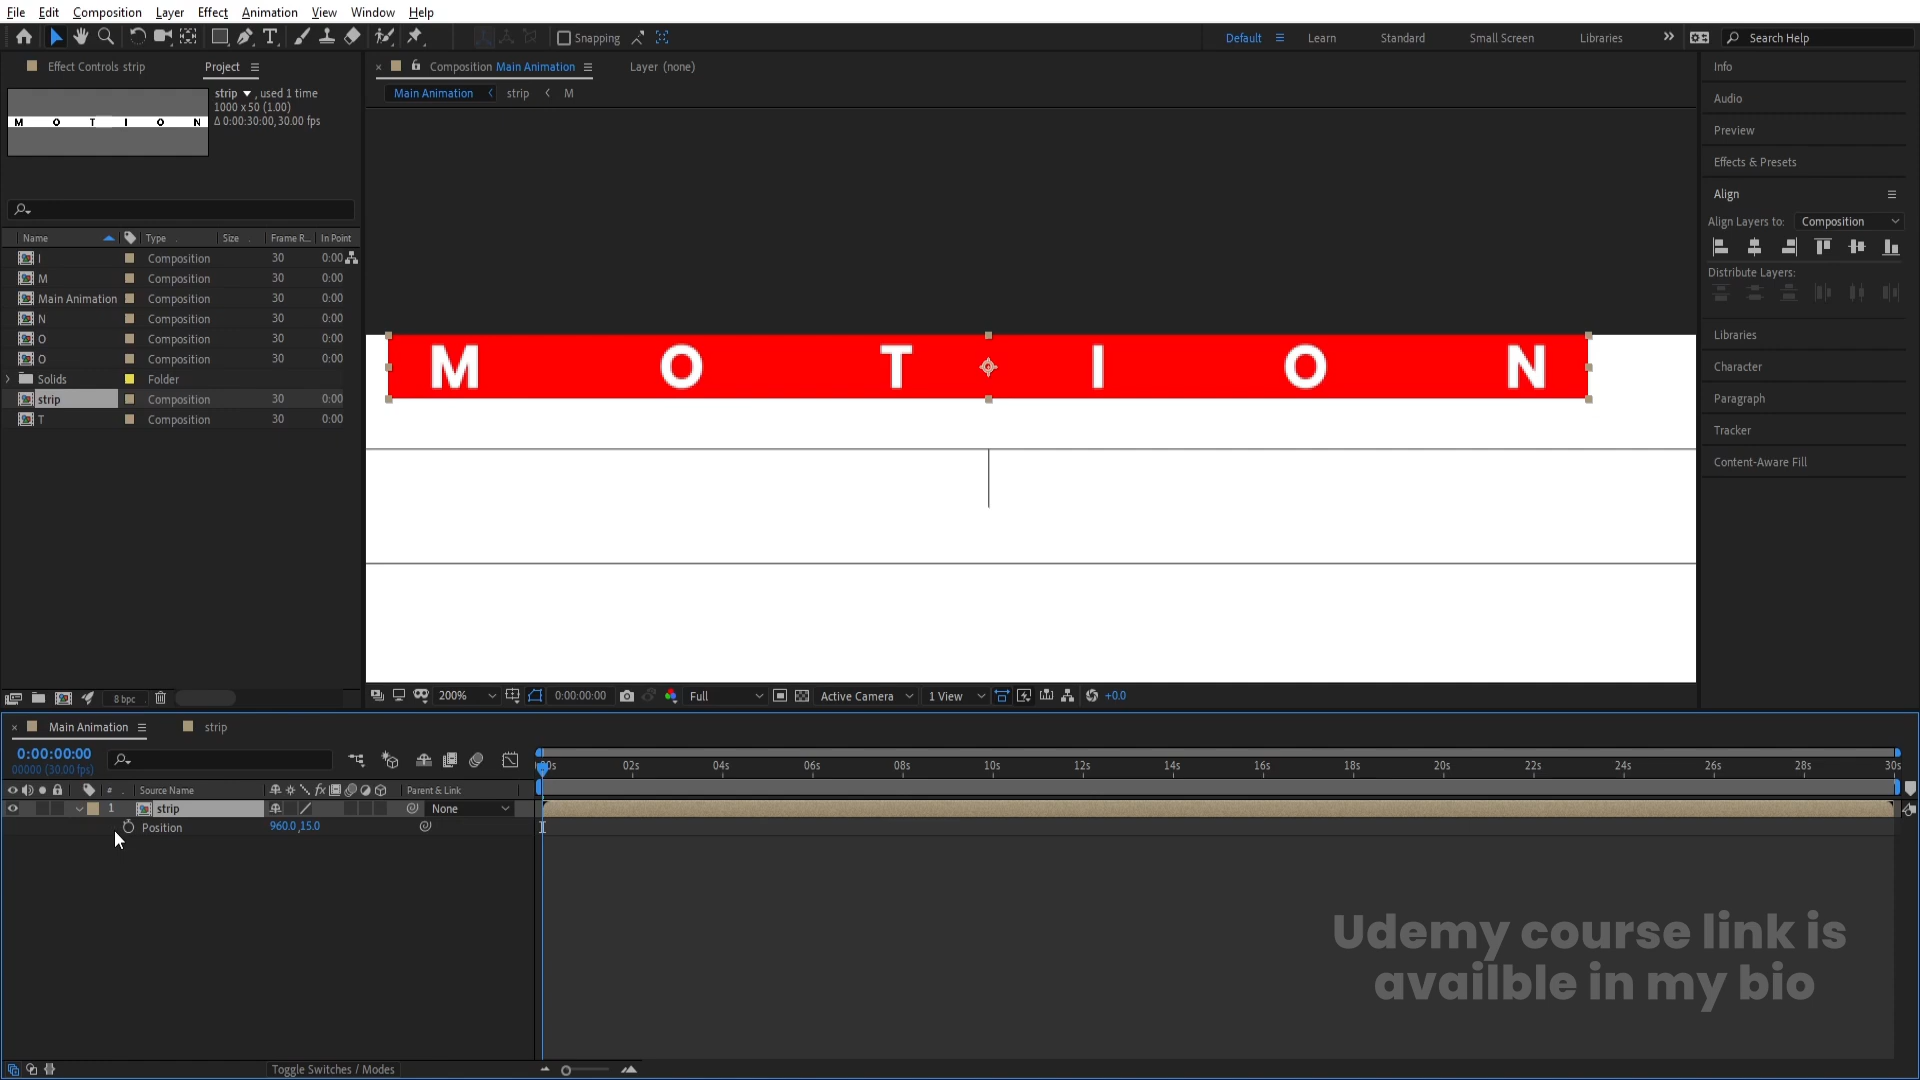 File Edit Composition Layer Effect Animation View Window Help
Snapping
Default Learn Standard Small Screen Libraries Search Help
Effect Controls strip Project
strip , used 1 time
1000 x 50 (1.00)
Δ 0:00:30:00, 30.00 fps
M O T I O N
Name Type Size Frame R... In Point
I Composition 30 0:00
M Composition 30 0:00
Main Animation Composition 30 0:00
N Composition 30 0:00
O Composition 30 0:00
O Composition 30 0:00
Solids Folder
strip Composition 30 0:00
T Composition 30 0:00
8 bpc
Composition Main Animation Layer (none)
Main Animation strip M
M O T I O N
200% 0:00:00:00 Full Active Camera 1 View +0.0
Info
Audio
Preview
Effects & Presets
Align
Align Layers to: Composition
Distribute Layers:
Libraries
Character
Paragraph
Tracker
Content-Aware Fill
Main Animation strip
0:00:00:00
00000 (30.00 fps)
02s 04s 06s 08s 10s 12s 14s 16s 18s 20s 22s 24s 26s 28s 30s
# Source Name Parent & Link
1 strip None
Position 960.0,15.0
Udemy course link is
availble in my bio
Toggle Switches / Modes